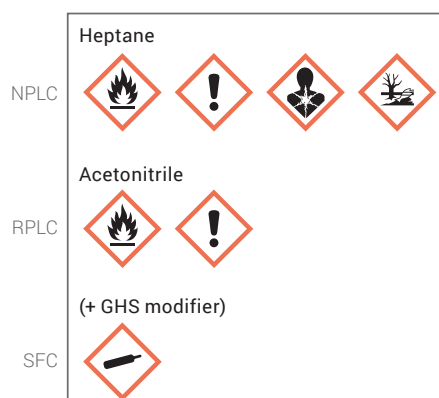 Heptane
NPLC
Acetonitrile
RPLC
(+ GHS modifier)
SFC